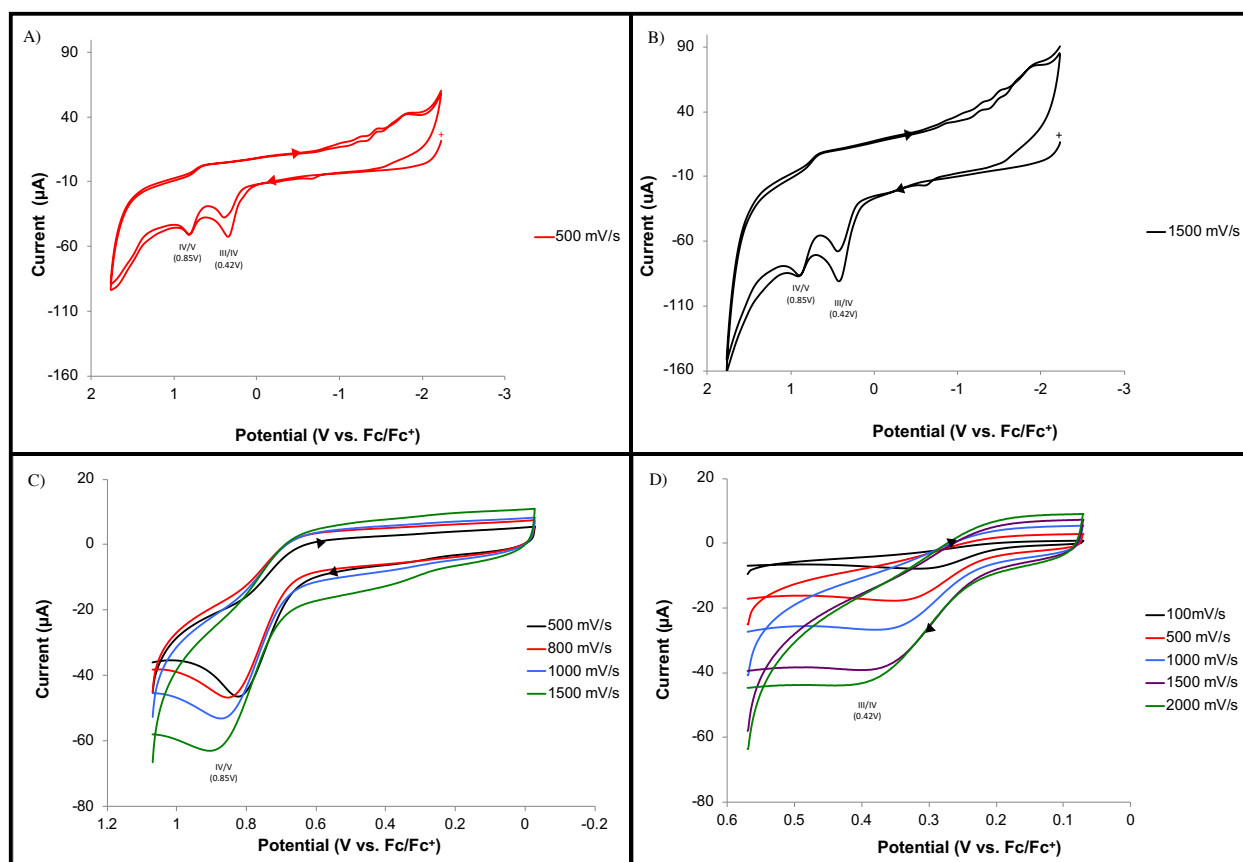 A)
90
40
-10
-60
-110
-160
2
1
0
-1
-2
-3
Current (µA)
Potential (V vs. Fc/Fc⁺)
+
IV/V
(0.85V)
III/IV
(0.42V)
500 mV/s
B)
90
40
-10
-60
-110
-160
2
1
0
-1
-2
-3
Current (µA)
Potential (V vs. Fc/Fc⁺)
+
IV/V
(0.85V)
III/IV
(0.42V)
1500 mV/s
C)
20
0
-20
-40
-60
-80
1.2
1
0.8
0.6
0.4
0.2
0
-0.2
Current (µA)
Potential (V vs. Fc/Fc⁺)
IV/V
(0.85V)
500 mV/s
800 mV/s
1000 mV/s
1500 mV/s
D)
20
0
-20
-40
-60
-80
0.6
0.5
0.4
0.3
0.2
0.1
0
Current (µA)
Potential (V vs. Fc/Fc⁺)
III/IV
(0.42V)
100mV/s
500 mV/s
1000 mV/s
1500 mV/s
2000 mV/s